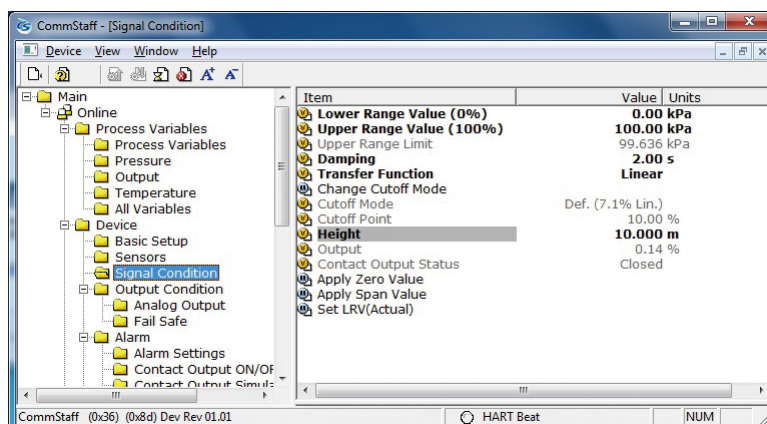 CommStaff - [Signal Condition]
Device View Window Help
Main
Online
Process Variables
Process Variables
Pressure
Output
Temperature
All Variables
Device
Basic Setup
Sensors
Signal Condition
Output Condition
Analog Output
Fail Safe
Alarm
Alarm Settings
Contact Output ON/OF
Contact Output Simula
Item Value Units
Lower Range Value (0%) 0.00 kPa
Upper Range Value (100%) 100.00 kPa
Upper Range Limit 99.636 kPa
Damping 2.00 s
Transfer Function Linear
Change Cutoff Mode
Cutoff Mode Def. (7.1% Lin.)
Cutoff Point 10.00 %
Height 10.000 m
Output 0.14 %
Contact Output Status Closed
Apply Zero Value
Apply Span Value
Set LRV(Actual)
CommStaff (0x36) (0x8d) Dev Rev 01.01 HART Beat NUM